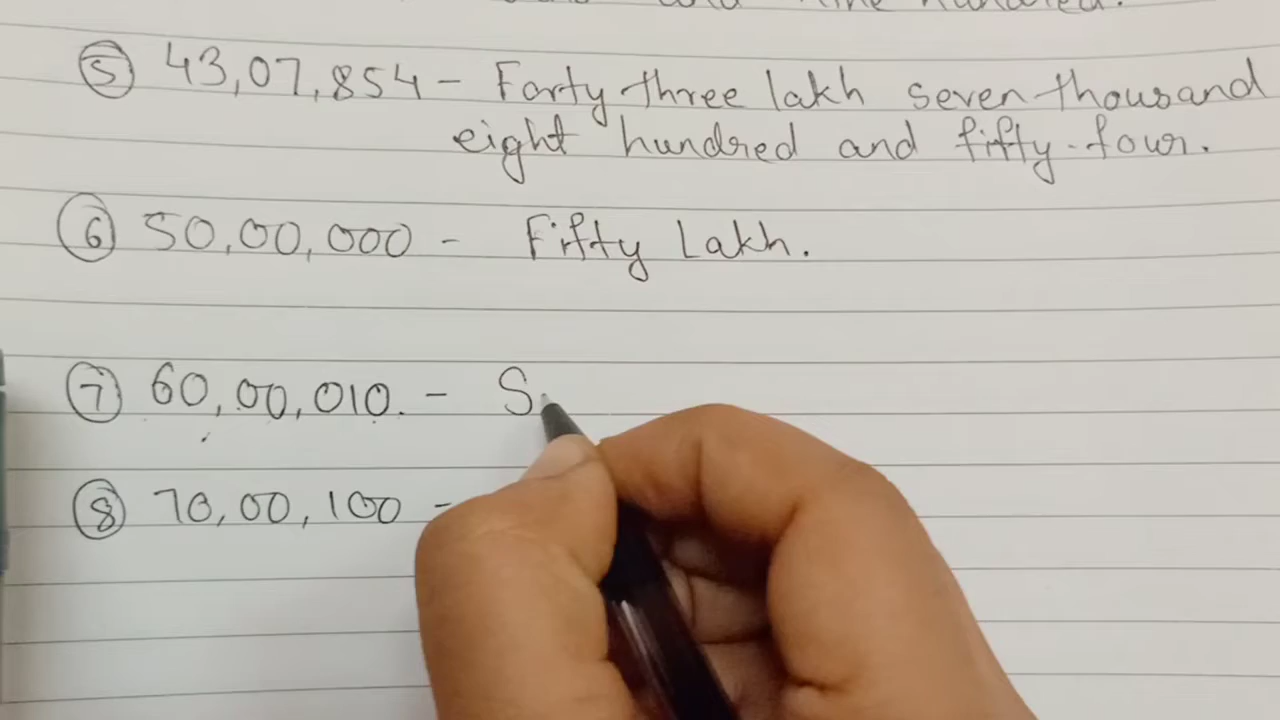 hundred.
⑤ 43,07,854 - Forty three lakh seven thousand
eight hundred and fifty-four.
⑥ 50,00,000 - Fifty Lakh.
⑦ 60,00,010. - S
⑧ 70,00,100 -